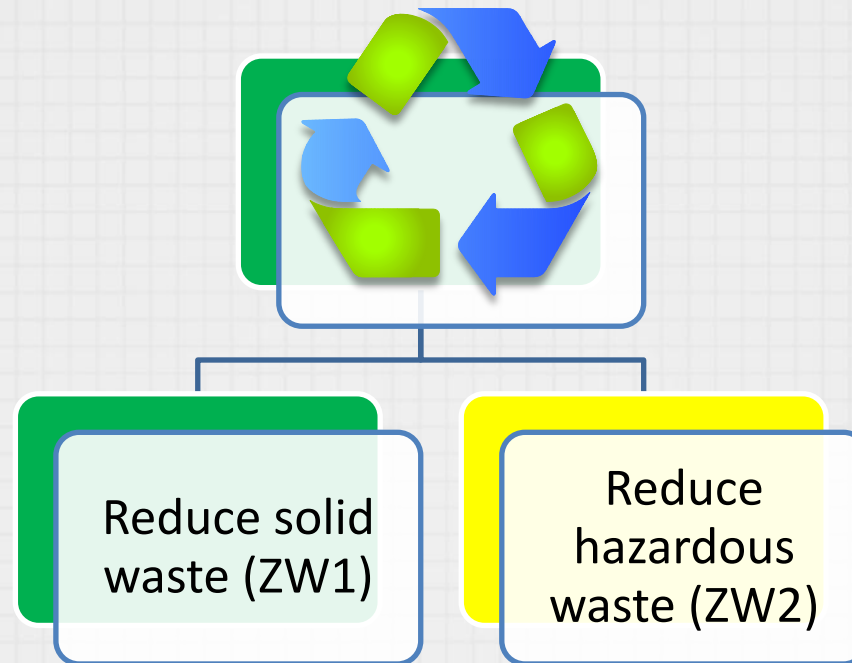 Reduce solid
waste (ZW1)
Reduce
hazardous
waste (ZW2)